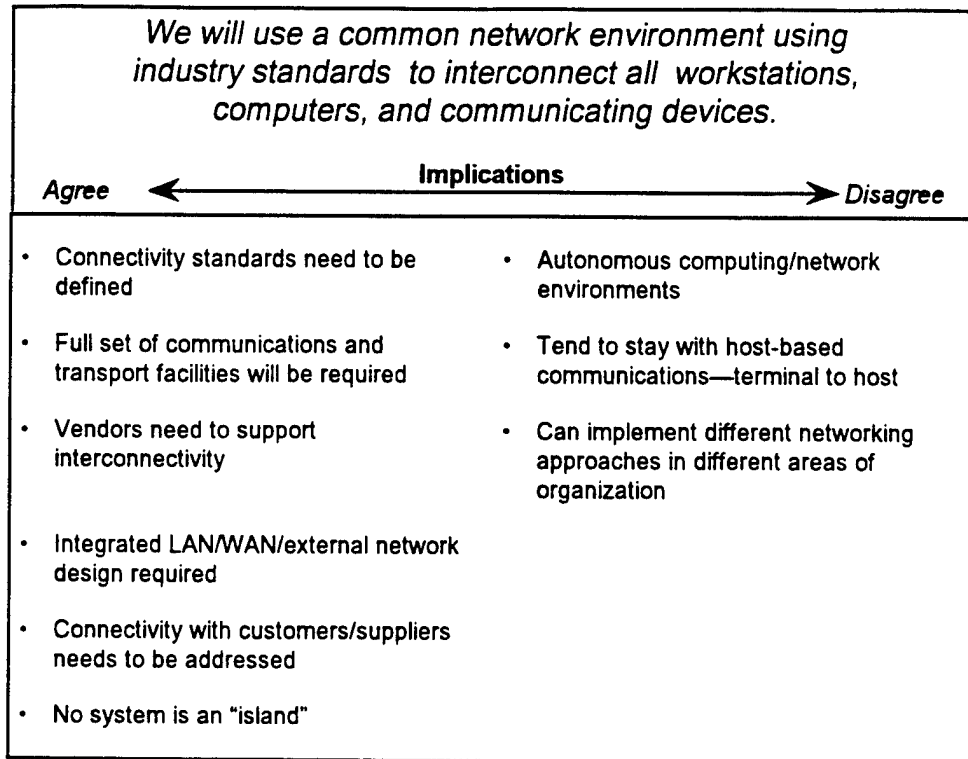 We will use a common network environment using
industry standards to interconnect all workstations,
computers, and communicating devices.
Implications
Agree
Disagree
• Connectivity standards need to be
defined
• Full set of communications and
transport facilities will be required
• Vendors need to support
interconnectivity
• Integrated LAN/WAN/external network
design required
• Connectivity with customers/suppliers
needs to be addressed
• No system is an “island”
• Autonomous computing/network
environments
• Tend to stay with host-based
communications—terminal to host
• Can implement different networking
approaches in different areas of
organization